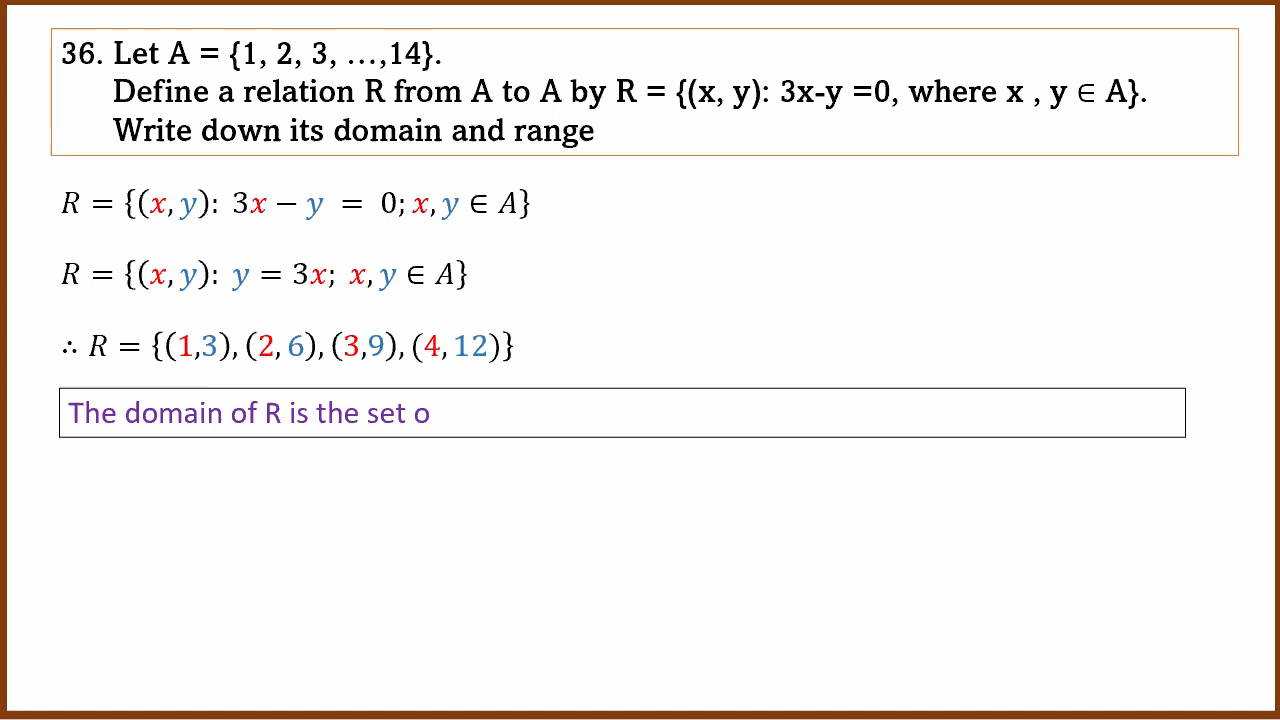 36. Let A = {1, 2, 3, …,14}.
Define a relation R from A to A by R = {(x, y): 3x-y =0, where x , y ∈ A}.
Write down its domain and range
R = {(x, y): 3x − y = 0; x, y ∈ A}
R = {(x, y): y = 3x; x, y ∈ A}
∴ R = {(1,3), (2, 6), (3,9), (4, 12)}
The domain of R is the set o